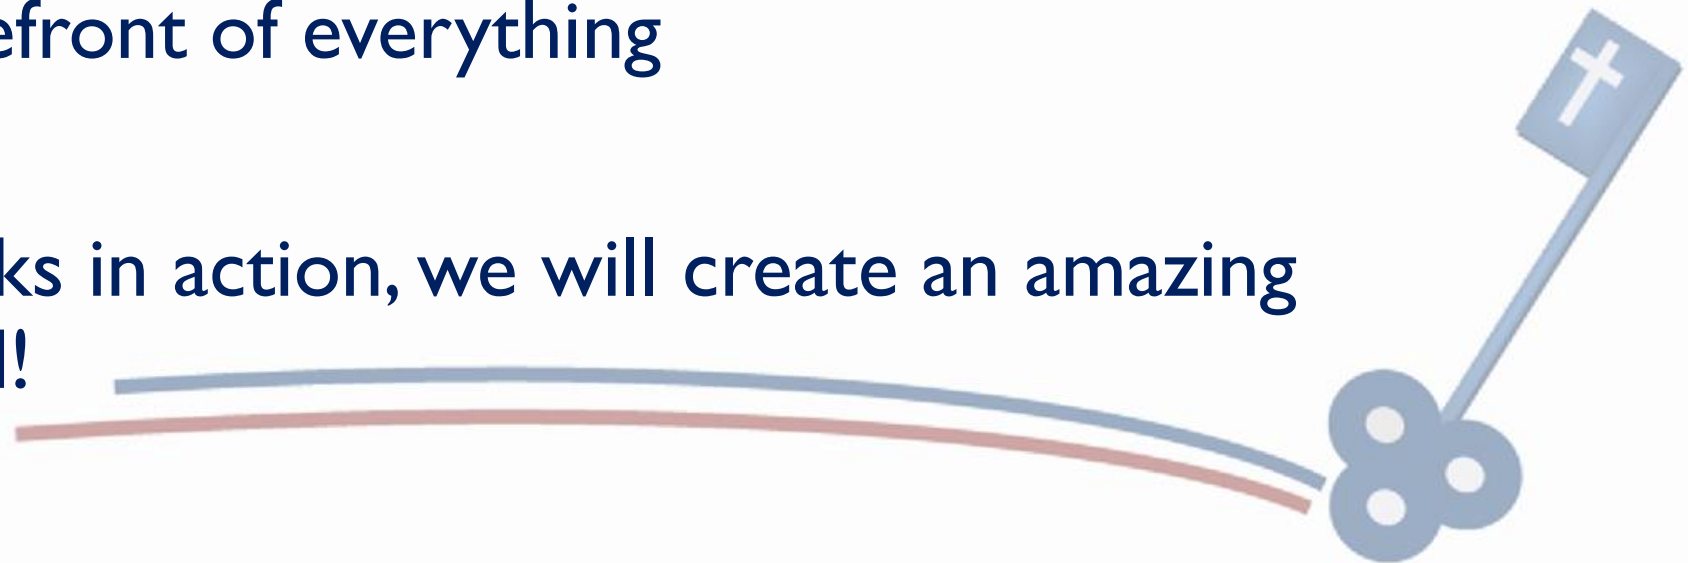 efront of everything
ks in action, we will create an amazing
!